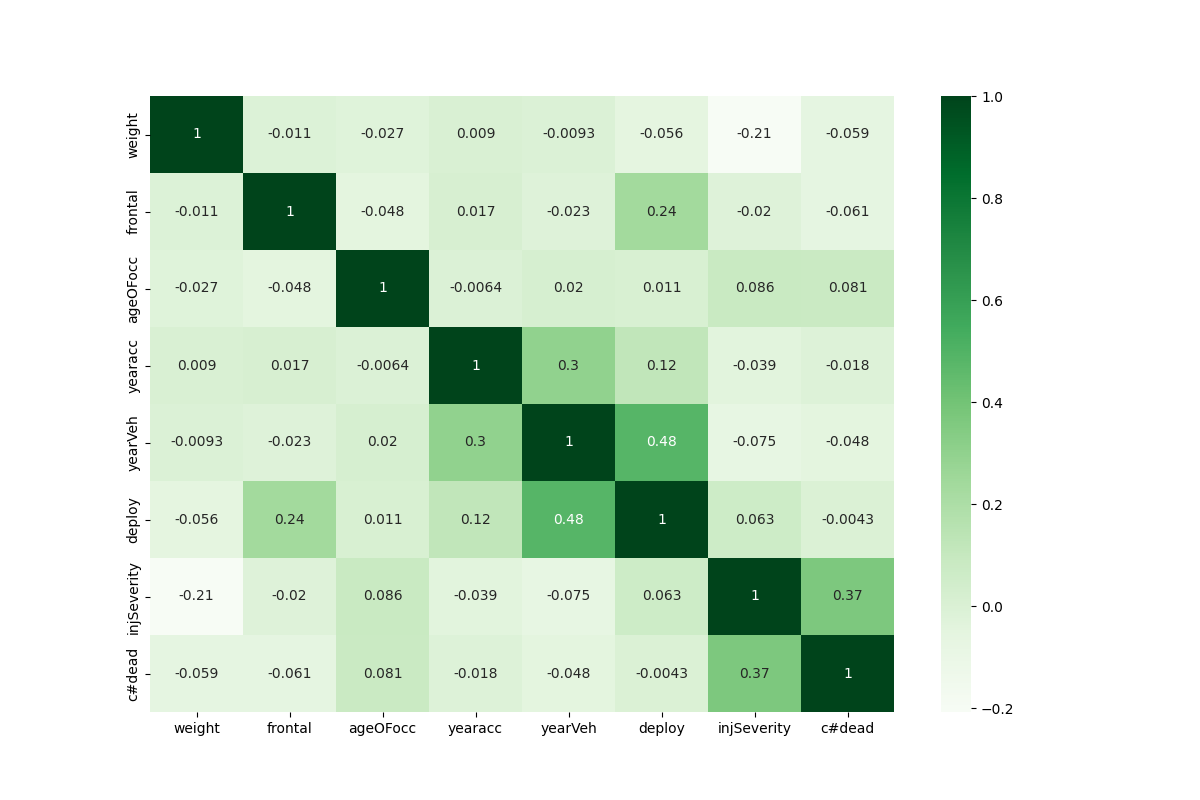 1.0
weight 1 -0.011 -0.027 0.009 -0.0093 -0.056 -0.21 -0.059
0.8
frontal -0.011 1 -0.048 0.017 -0.023 0.24 -0.02 -0.061
ageOFocc -0.027 -0.048 1 -0.0064 0.02 0.011 0.086 0.081
0.6
yearacc 0.009 0.017 -0.0064 1 0.3 0.12 -0.039 -0.018
0.4
yearVeh -0.0093 -0.023 0.02 0.3 1 0.48 -0.075 -0.048
0.2
deploy -0.056 0.24 0.011 0.12 0.48 1 0.063 -0.0043
injSeverity -0.21 -0.02 0.086 -0.039 -0.075 0.063 1 0.37
0.0
c#dead -0.059 -0.061 0.081 -0.018 -0.048 -0.0043 0.37 1
−0.2
weight frontal ageOFocc yearacc yearVeh deploy injSeverity c#dead